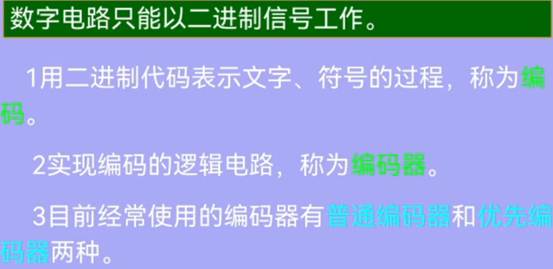 数字电路只能以二进制信号工作。
1用二进制代码表示文字、符号的过程，称为编
码。
2实现编码的逻辑电路，称为编码器。
3目前经常使用的编码器有普通编码器和优先编
码器两种。